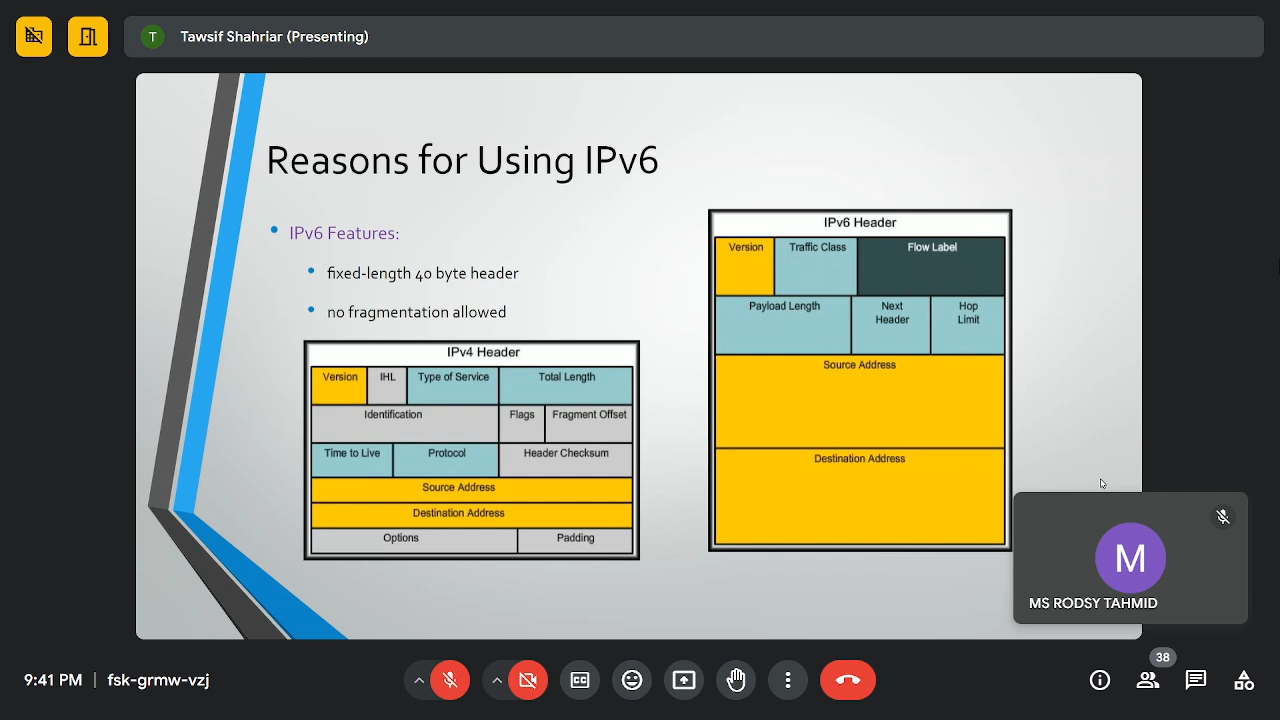 T Tawsif Shahriar (Presenting)
Reasons for Using IPv6
• IPv6 Features:
• fixed-length 40 byte header
• no fragmentation allowed
IPv4 Header
Version IHL Type of Service Total Length
Identification Flags Fragment Offset
Time to Live Protocol Header Checksum
Source Address
Destination Address
Options Padding
IPv6 Header
Version Traffic Class Flow Label
Payload Length Next Header Hop Limit
Source Address
Destination Address
M
MS RODSY TAHMID
9:41 PM | fsk-grmw-vzj
CC
38